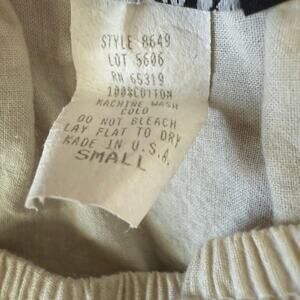 STYLE 8649
LOT 5606
RN 65319
100%COTTON
MACHINE WASH
COLD
DO NOT BLEACH
LAY FLAT TO DRY
MADE IN U.S.A.
SMALL